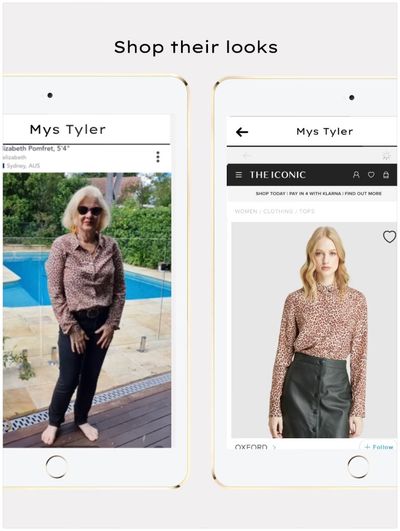 Shop their looks
Mys Tyler
lizabeth Pomfret, 5'4"
elizabeth
Sydney, AUS
Mys Tyler
THE ICONIC
SHOP TODAY | PAY IN 4 WITH KLARNA | FIND OUT MORE
WOMEN / CLOTHING / TOPS
OXFORD >
+ Follow